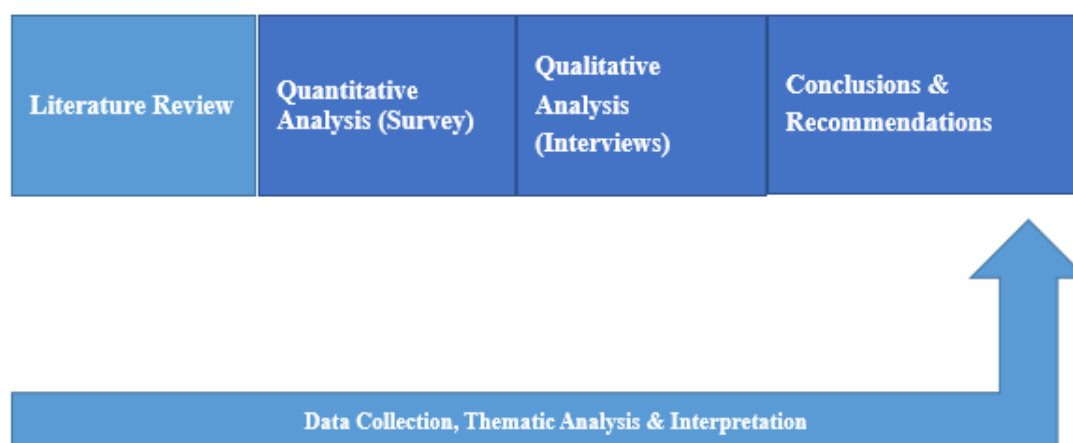 Literature Review
Quantitative
Analysis (Survey)
Qualitative
Analysis
(Interviews)
Conclusions &
Recommendations
Data Collection, Thematic Analysis & Interpretation